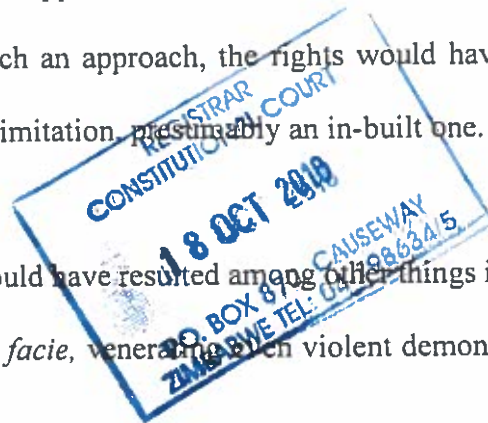 ch an approach, the rights would hav
imitation, presumably an in-built one.
REGISTRAR
CONSTITUTIONAL COURT
18 OCT
P.O. BOX CAUSEWAY
ZIMBABWE TEL:
ould have resulted among other things i
facie, venerating even violent demon